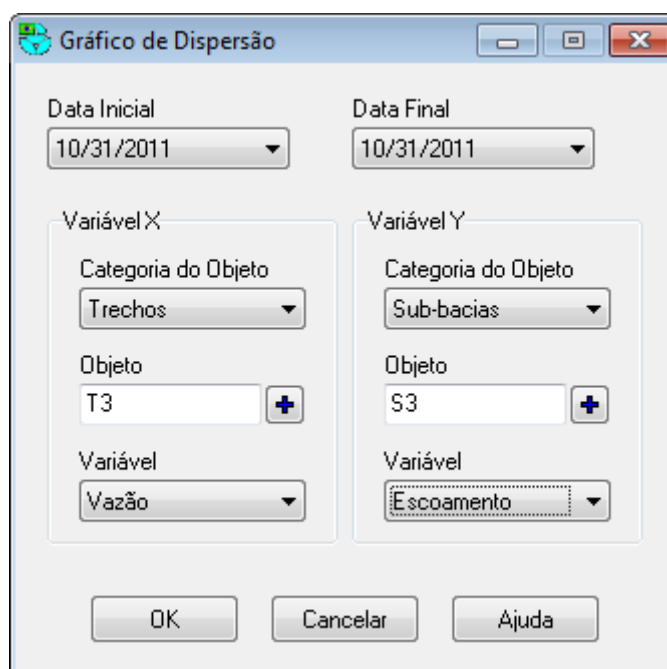 Gráfico de Dispersão
Data Inicial
Data Final
10/31/2011
10/31/2011
Variável X
Variável Y
Categoria do Objeto
Categoria do Objeto
Trechos
Sub-bacias
Objeto
Objeto
T3
S3
Variável
Variável
Vazão
Escoamento
OK
Cancelar
Ajuda